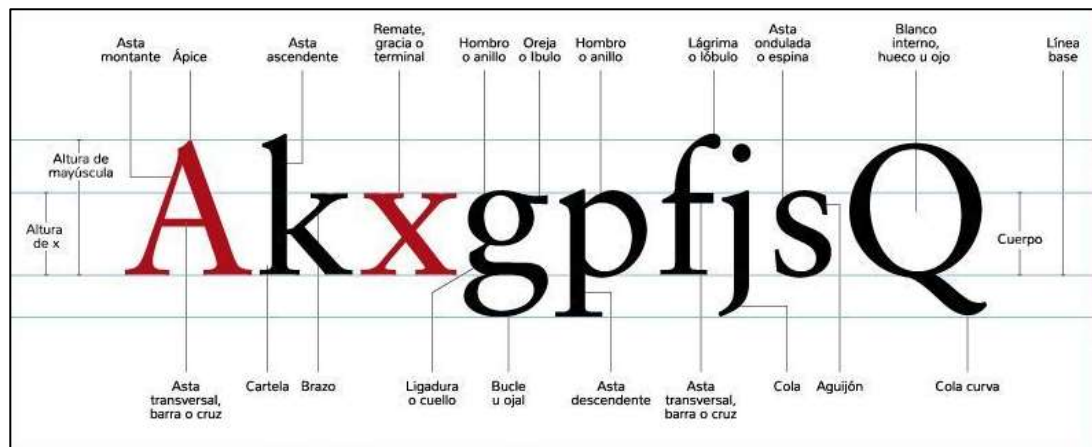 Asta
montante
Ápice
Asta
ascendente
Remate,
gracia o
terminal
Hombro
o anillo
Oreja
o lbulo
Hombro
o anillo
Lágrima
o lóbulo
Asta
ondulada
o espina
Blanco
interno,
hueco u ojo
Línea
base
Altura de
mayúscula
Altura
de x
AkxgpfjsQ
Cuerpo
Asta
transversal,
barra o cruz
Cartela
Brazo
Ligadura
o cuello
Bucle
u ojal
Asta
descendente
Asta
transversal,
barra o cruz
Cola
Aguijón
Cola curva